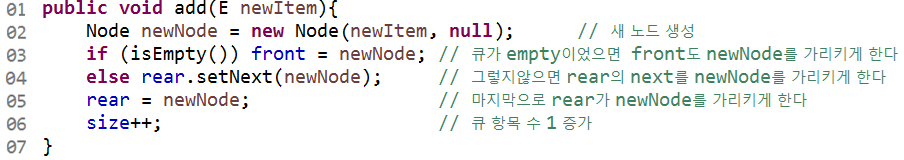 01 public void add(E newItem){
02     Node newNode = new Node(newItem, null);      // 새 노드 생성
03     if (isEmpty()) front = newNode; // 큐가 empty이었으면 front도 newNode를 가리키게 한다
04     else rear.setNext(newNode);     // 그렇지않으면 rear의 next를 newNode를 가리키게 한다
05     rear = newNode;                 // 마지막으로 rear가 newNode를 가리키게 한다
06     size++;                         // 큐 항목 수 1 증가
07 }